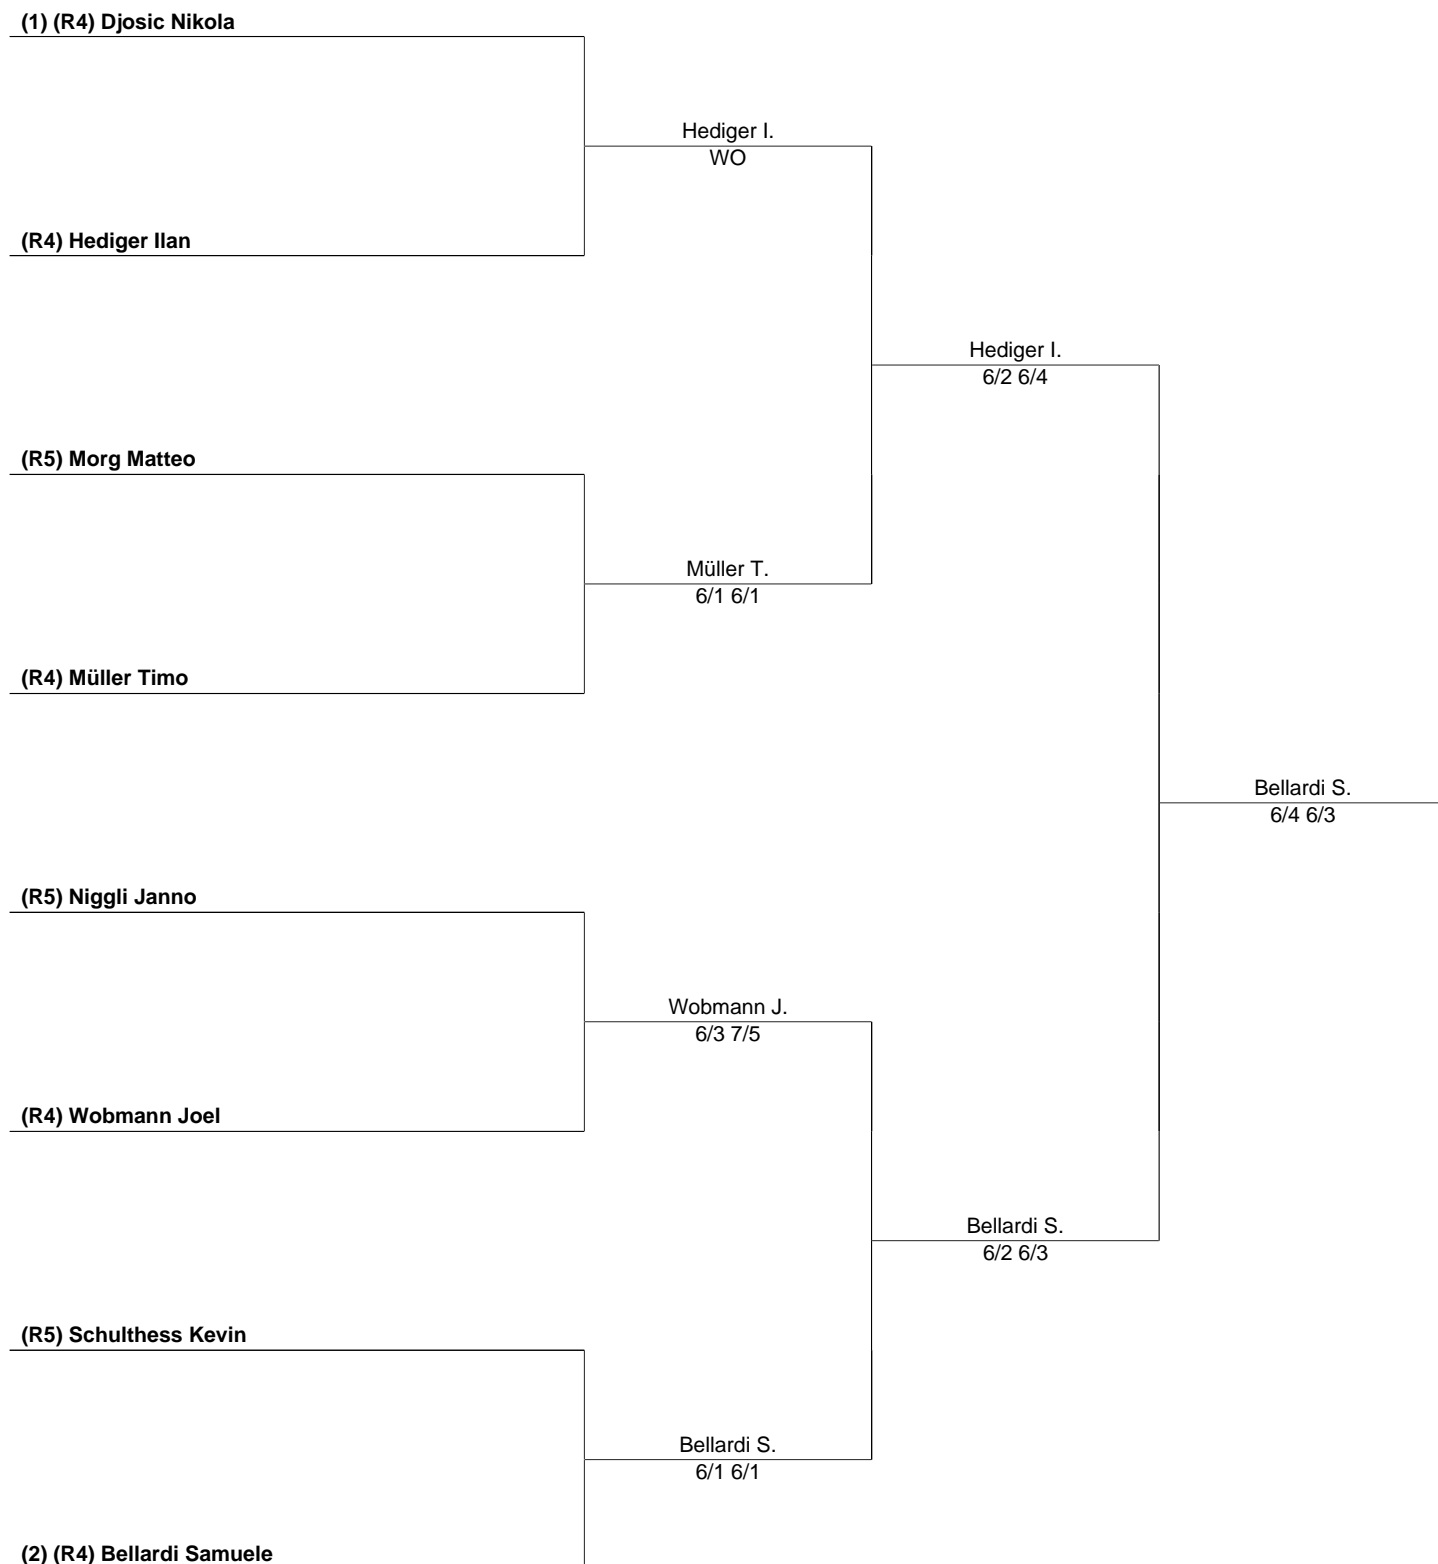 (1) (R4) Djosic Nikola
Hediger I.
WO
(R4) Hediger Ilan
Hediger I.
6/2 6/4
(R5) Morg Matteo
Müller T.
6/1 6/1
(R4) Müller Timo
Bellardi S.
6/4 6/3
(R5) Niggli Janno
Wobmann J.
6/3 7/5
(R4) Wobmann Joel
Bellardi S.
6/2 6/3
(R5) Schulthess Kevin
Bellardi S.
6/1 6/1
(2) (R4) Bellardi Samuele